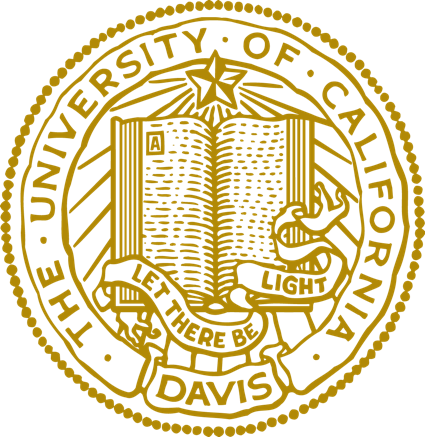 THE · UNIVERSITY · OF · CALIFORNIA
A
LET THERE BE
LIGHT
DAVIS